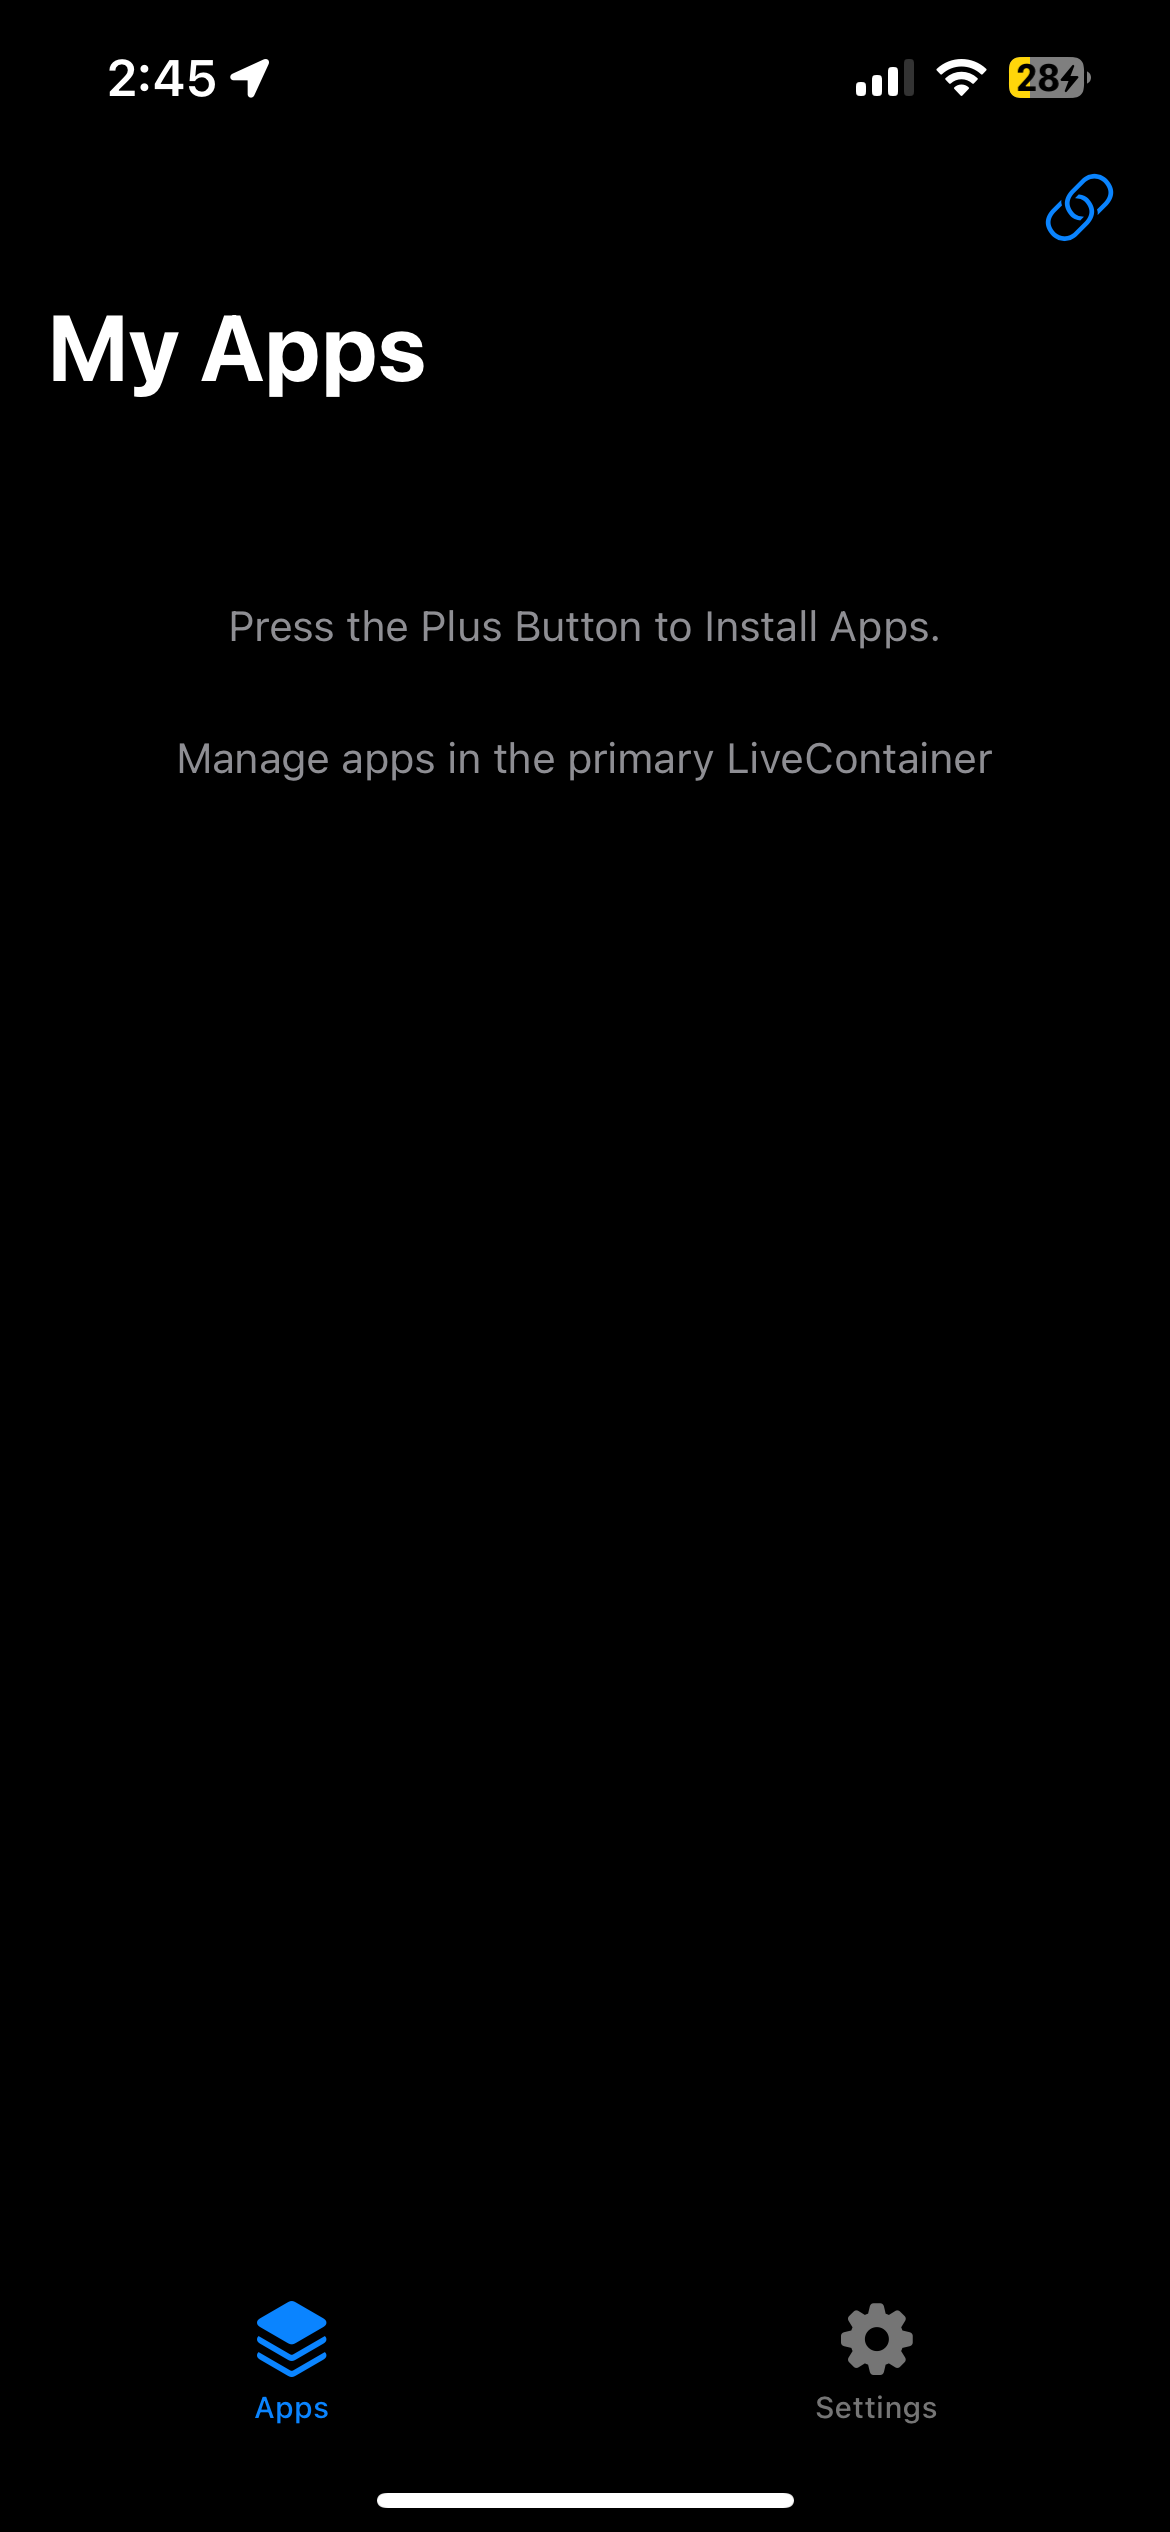 2:45
28
My Apps
Press the Plus Button to Install Apps.
Manage apps in the primary LiveContainer
Apps
Settings